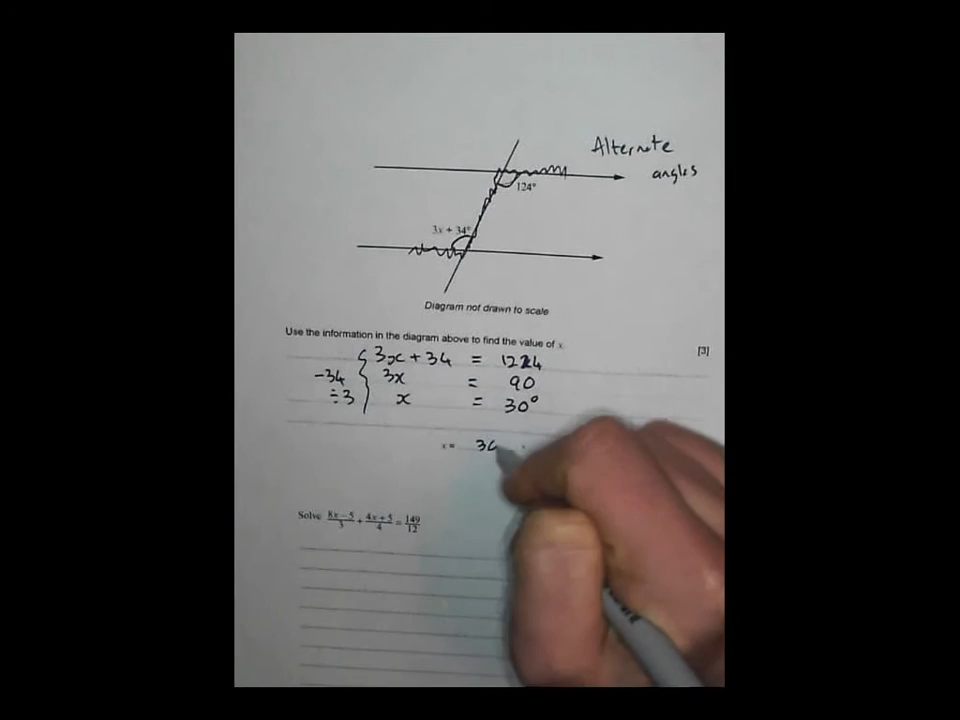 Alternate
angles
124°
3x + 34°
Diagram not drawn to scale
Use the information in the diagram above to find the value of x
[3]
3x + 34 = 124
-34 3x = 90
÷3 x = 30°
x = 30
Solve (8x − 5)/3 + (4x + 5)/4 = 149/12